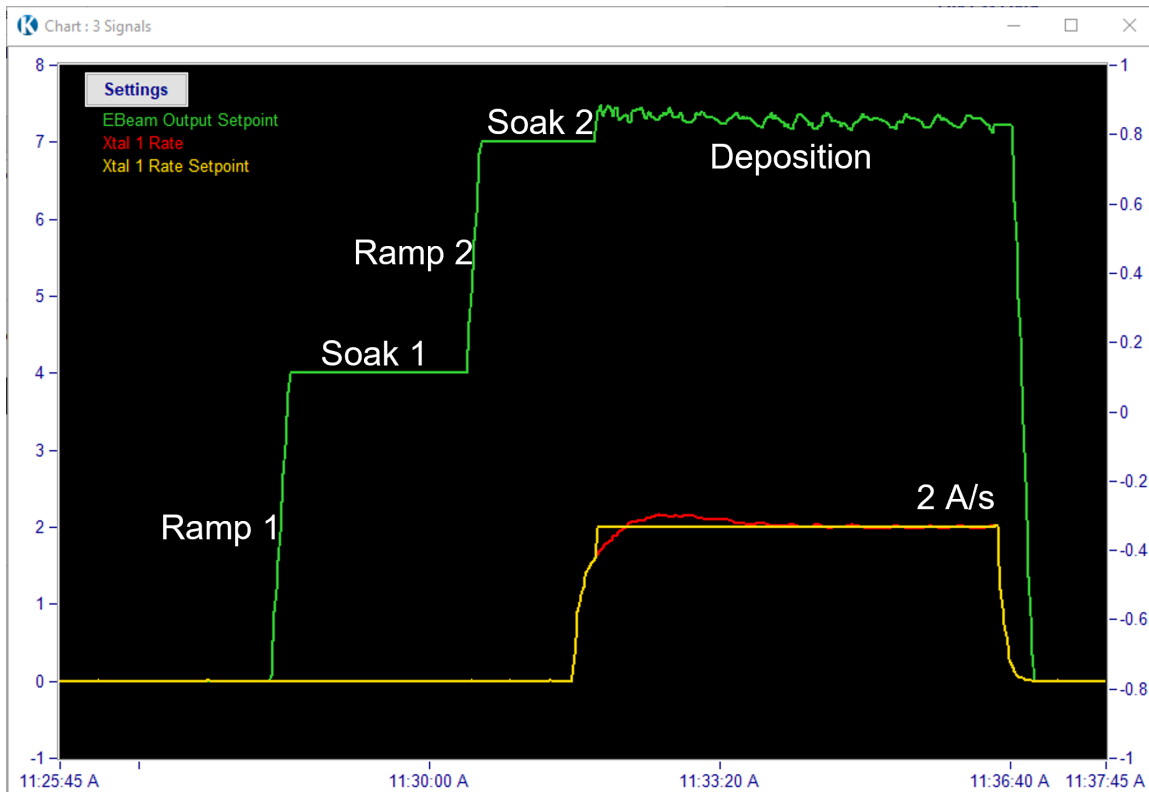 Chart : 3 Signals
Settings
EBeam Output Setpoint
Xtal 1 Rate
Xtal 1 Rate Setpoint
Soak 2
Deposition
Ramp 2
Soak 1
2 A/s
Ramp 1
8
7
6
5
4
3
2
1
0
-1
1
0.8
0.6
0.4
0.2
0
-0.2
-0.4
-0.6
-0.8
-1
11:25:45 A
11:30:00 A
11:33:20 A
11:36:40 A
11:37:45 A